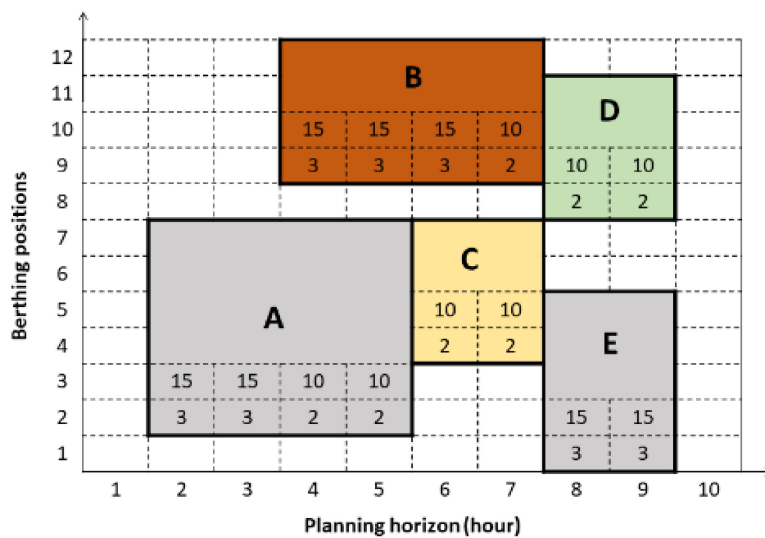 12
B
11
D
10
15 15 15 10
9
3 3 3 2
10 10
8
2 2
7
C
6
5
10 10
A
E
4
2 2
3
15 15 10 10
2
3 3 2 2
15 15
1
3 3
1 2 3 4 5 6 7 8 9 10
Planning horizon (hour)
Berthing positions